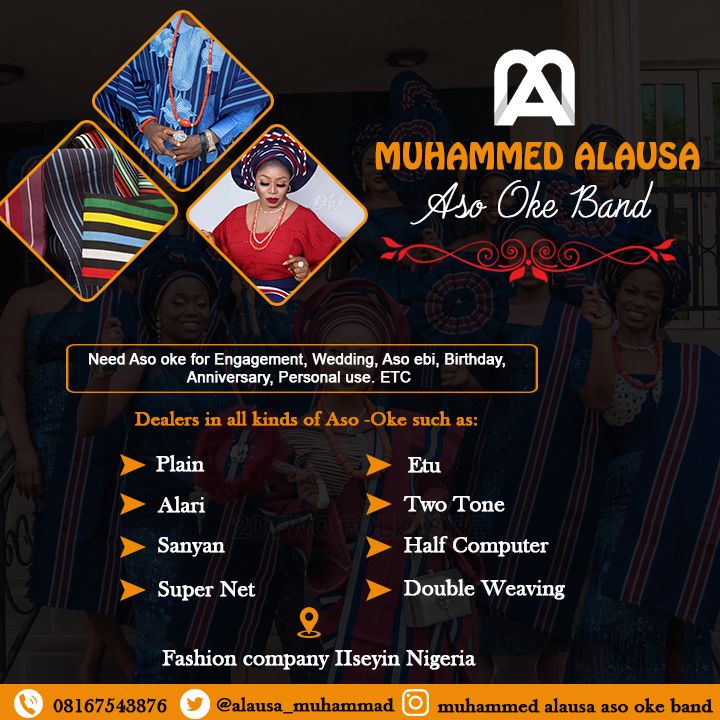 MUHAMMED ALAUSA
Aso Oke Band
Need Aso oke for Engagement, Wedding, Aso ebi, Birthday,
Anniversary, Personal use. ETC
Dealers in all kinds of Aso -Oke such as:
Plain
Alari
Sanyan
Super Net
Etu
Two Tone
Half Computer
Double Weaving
Fashion company IIseyin Nigeria
08167543876 @alausa_muhammad muhammed alausa aso oke band